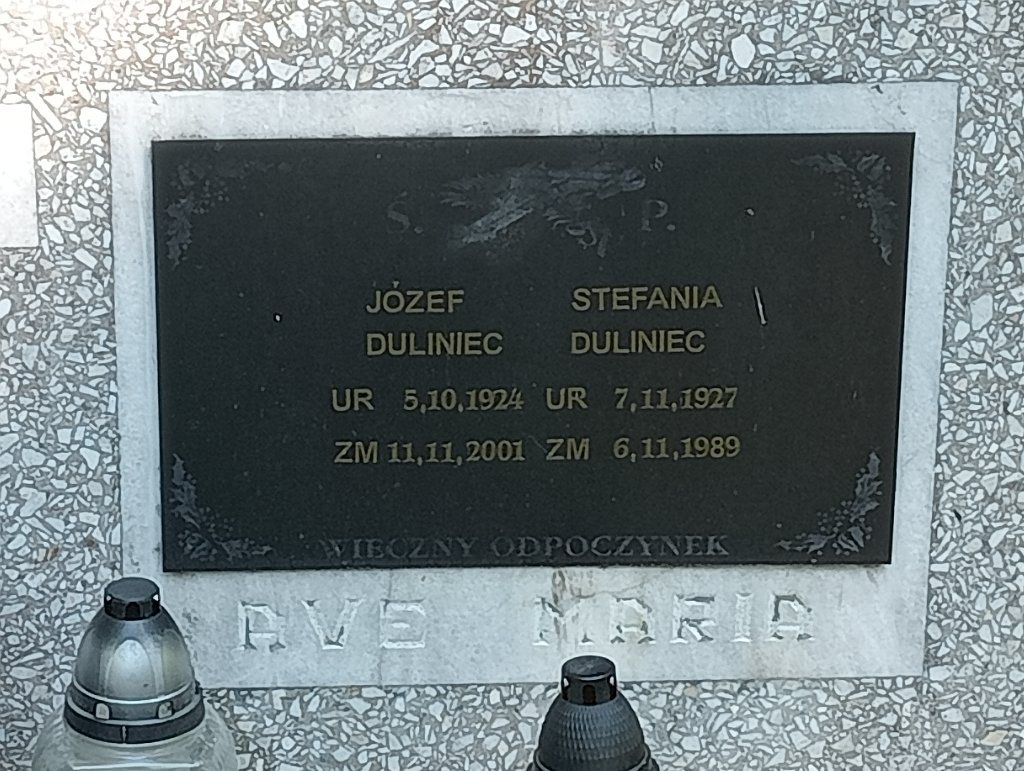 S. P.
JÓZEF STEFANIA
DULINIEC DULINIEC
UR 5,10,1924 UR 7,11,1927
ZM 11,11,2001 ZM 6,11,1989
WIECZNY ODPOCZYNEK
AVE MARIA